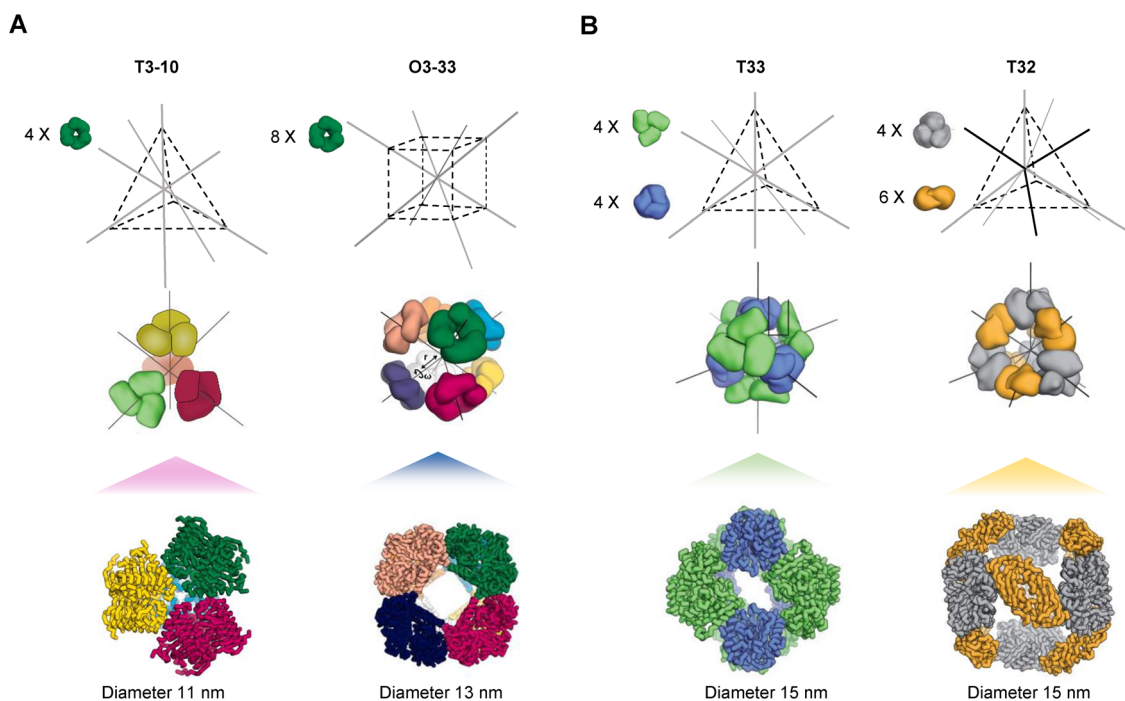 A
B
T3-10
O3-33
T33
T32
4 X
8 X
4 X
4 X
4 X
6 X
r
ω
Diameter 11 nm
Diameter 13 nm
Diameter 15 nm
Diameter 15 nm